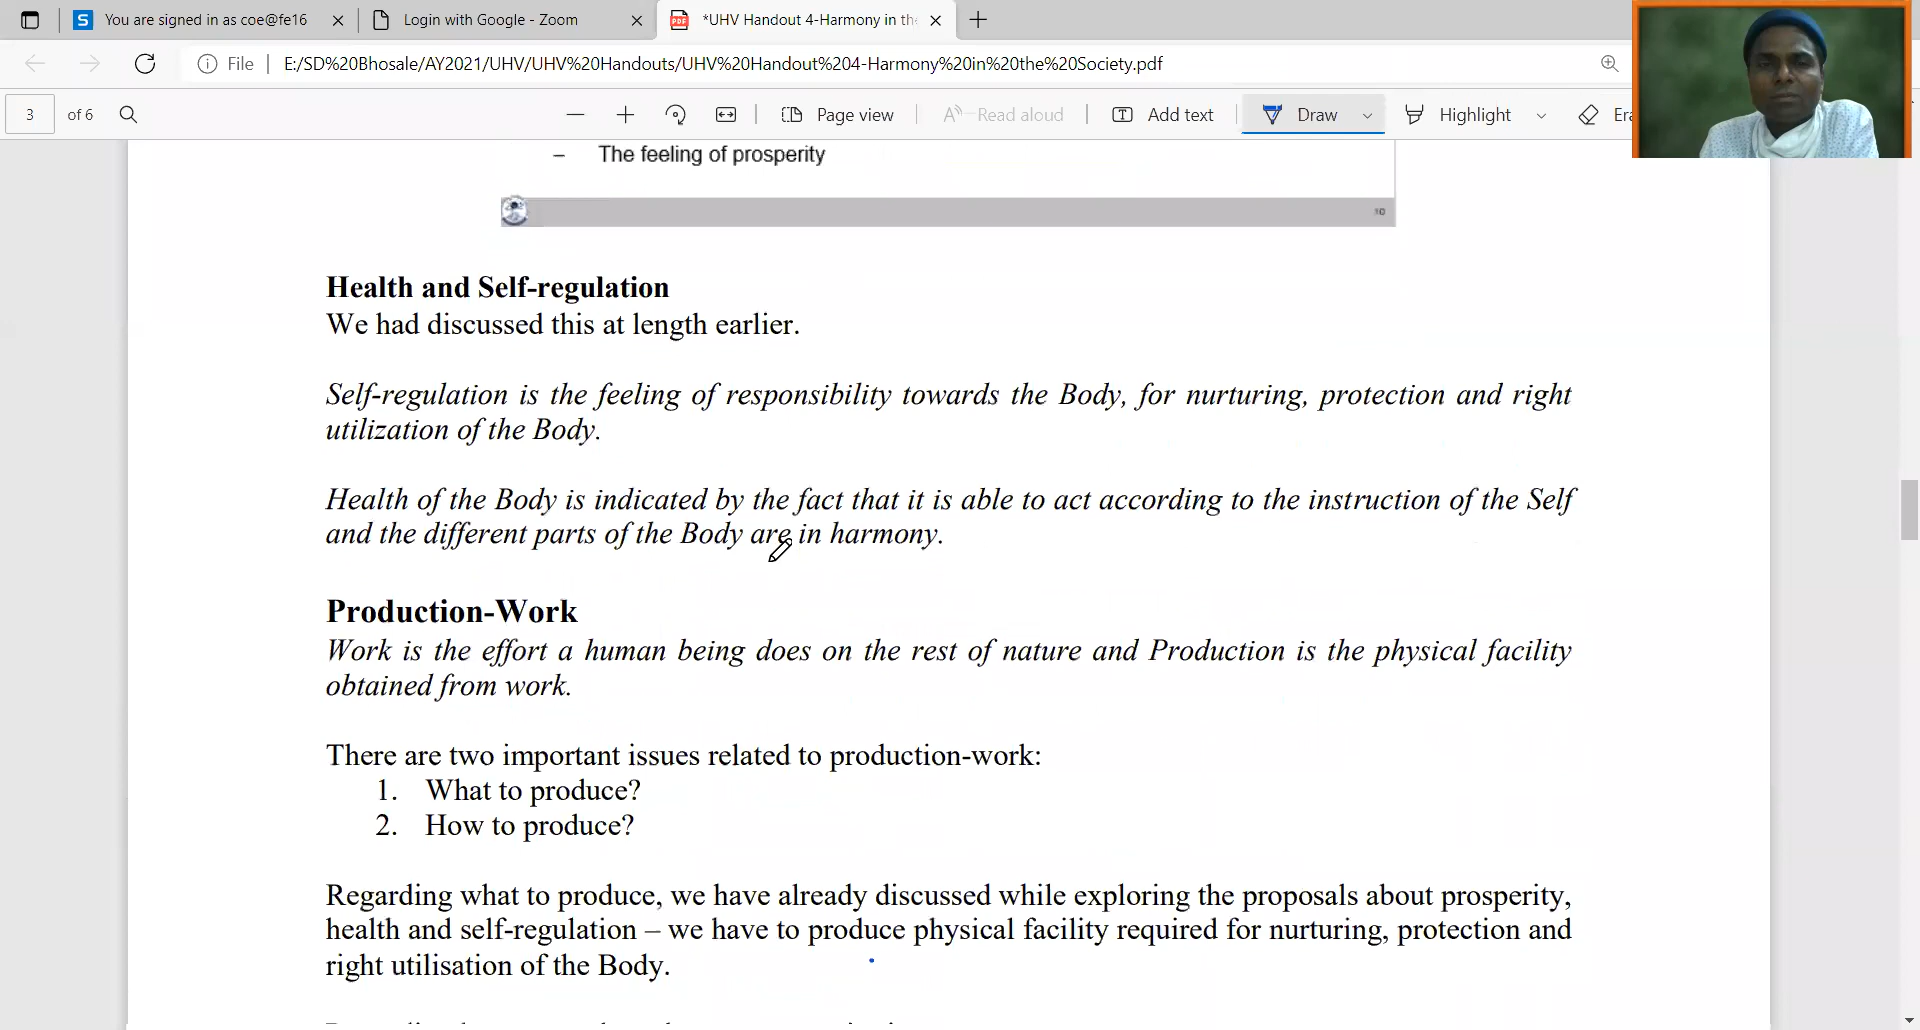 You are signed in as coe@fe16
Login with Google - Zoom
*UHV Handout 4-Harmony in the
File
E:/SD%20Bhosale/AY2021/UHV/UHV%20Handouts/UHV%20Handout%204-Harmony%20in%20the%20Society.pdf
3 of 6
Page view
Read aloud
Add text
Draw
Highlight
– The feeling of prosperity
10
Health and Self-regulation
We had discussed this at length earlier.
Self-regulation is the feeling of responsibility towards the Body, for nurturing, protection and right
utilization of the Body.
Health of the Body is indicated by the fact that it is able to act according to the instruction of the Self
and the different parts of the Body are in harmony.
Production-Work
Work is the effort a human being does on the rest of nature and Production is the physical facility
obtained from work.
There are two important issues related to production-work:
1. What to produce?
2. How to produce?
Regarding what to produce, we have already discussed while exploring the proposals about prosperity,
health and self-regulation – we have to produce physical facility required for nurturing, protection and
right utilisation of the Body.